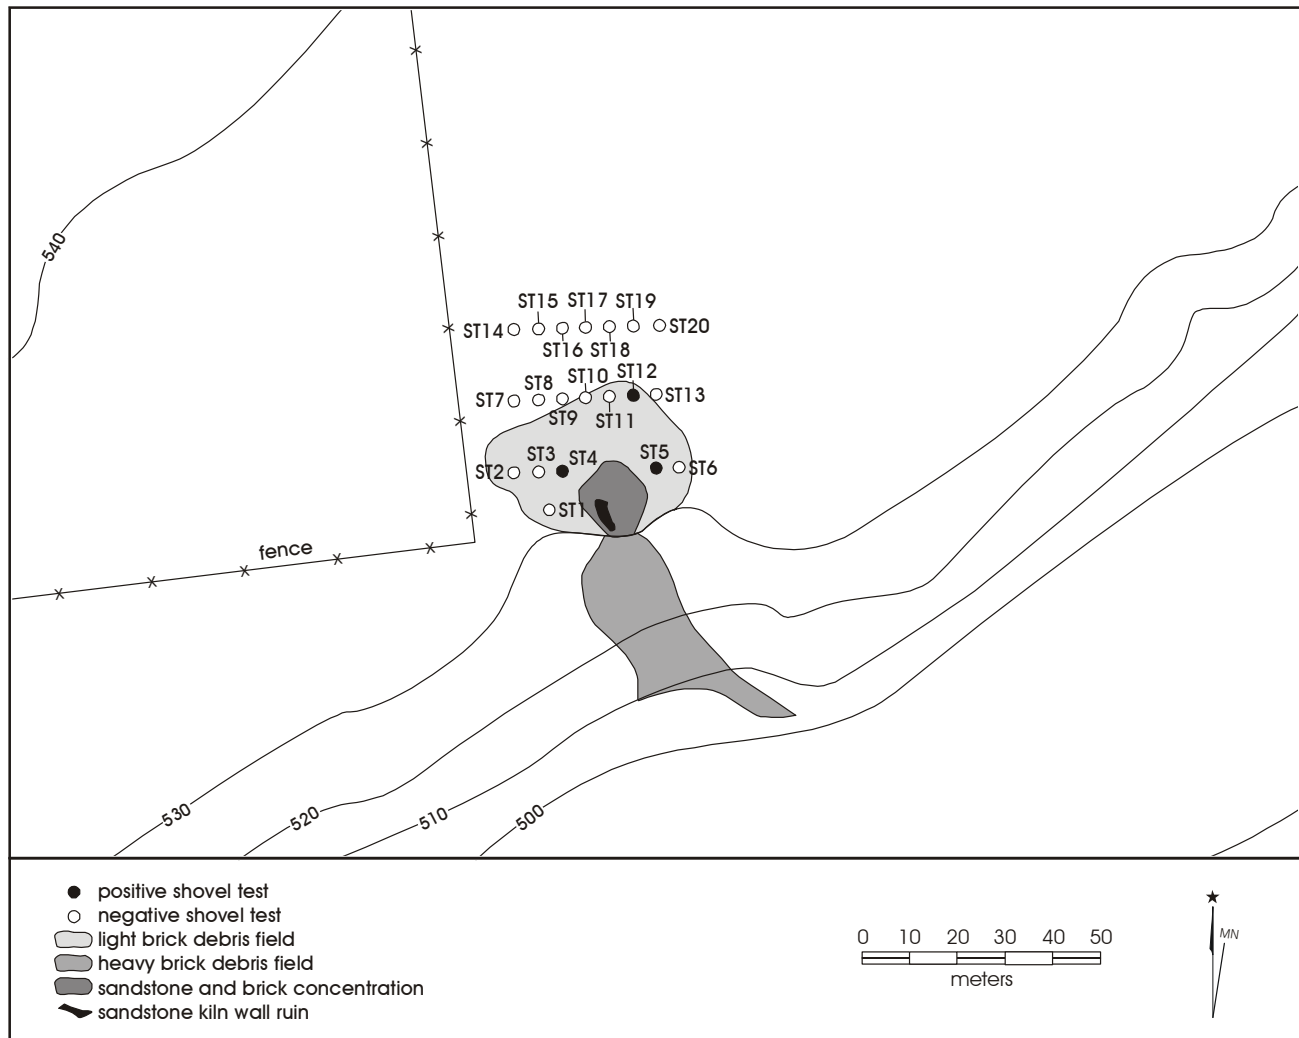 540
ST15 ST17 ST19
ST14 ST20
ST16 ST18
ST12
ST10
ST8
ST7 ST13
ST9 ST11
ST3 ST4 ST5
ST2 ST6
ST1
fence
530
520
510
500
positive shovel test
negative shovel test
light brick debris field
heavy brick debris field
sandstone and brick concentration
sandstone kiln wall ruin
0 10 20 30 40 50
meters
MN